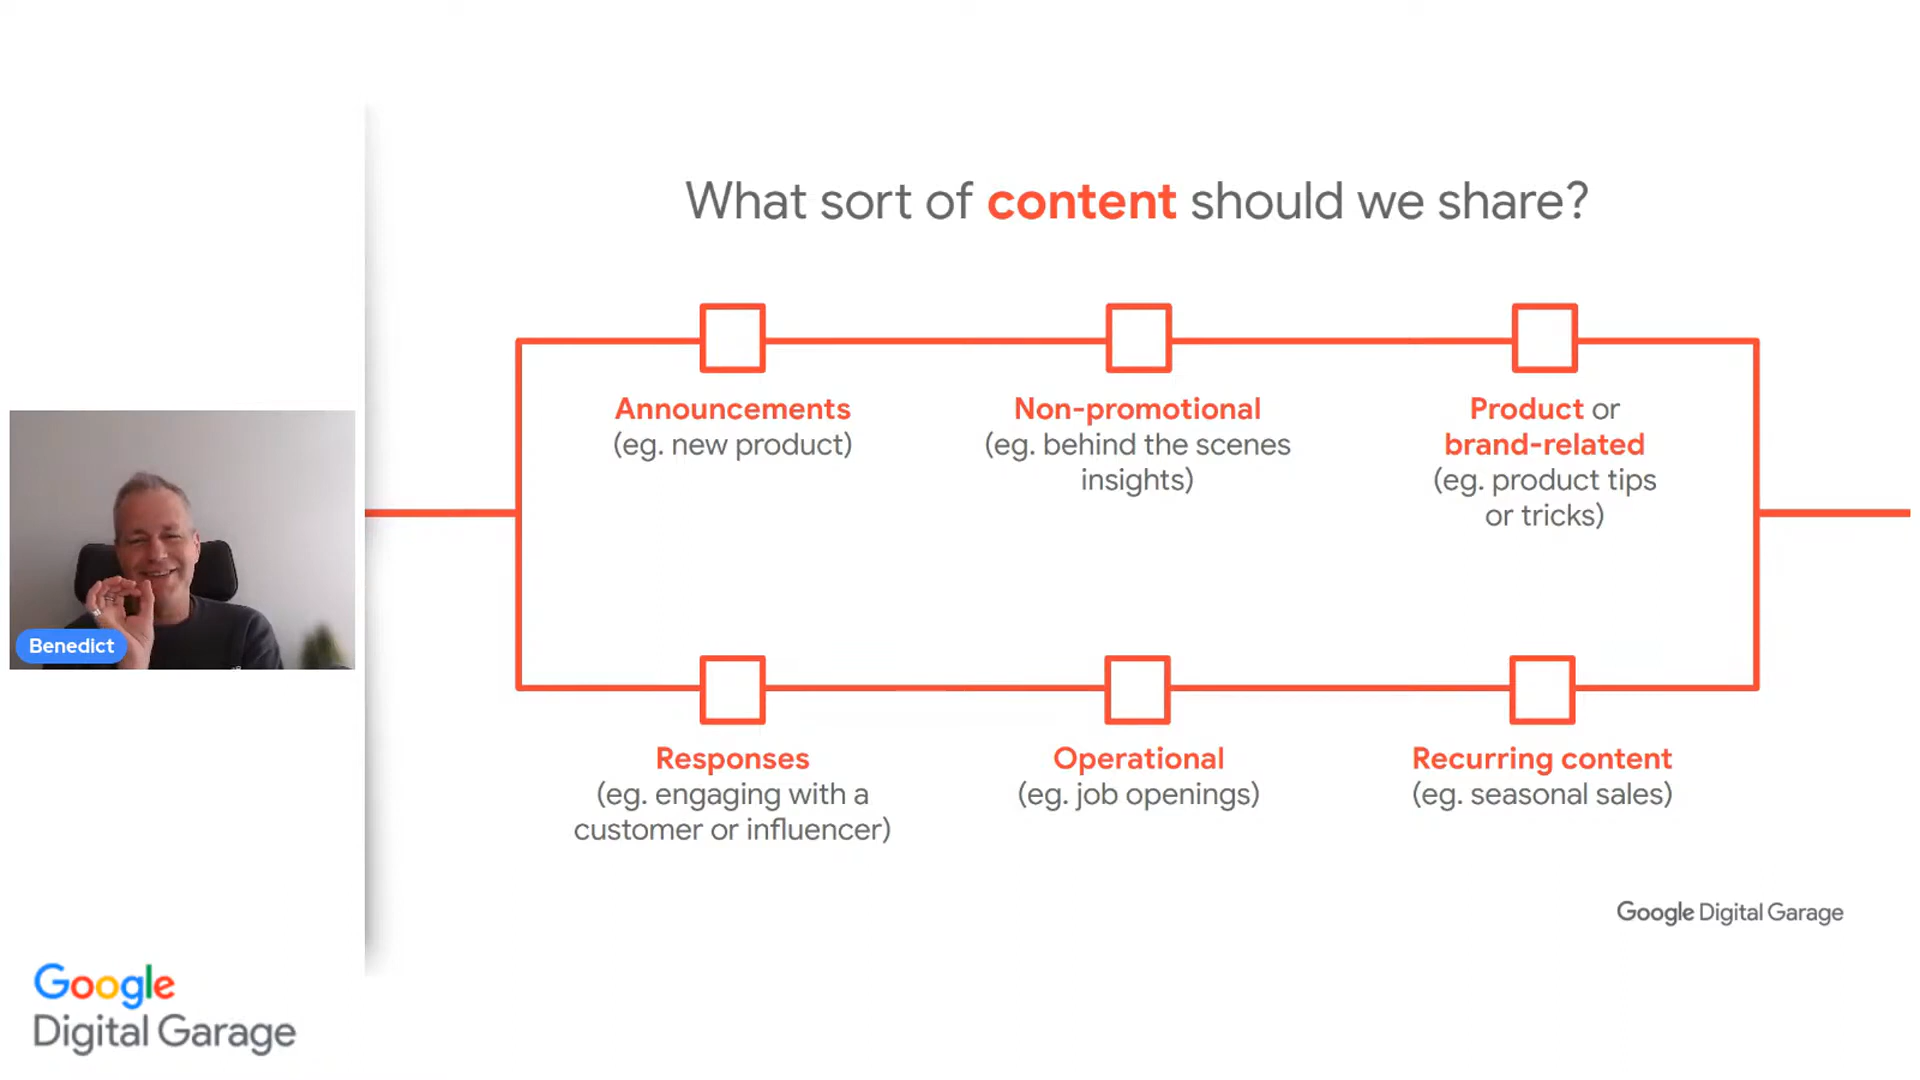 What sort of content should we share?
Announcements
(eg. new product)
Non-promotional
(eg. behind the scenes
insights)
Product or
brand-related
(eg. product tips
or tricks)
Benedict
Responses
(eg. engaging with a
customer or influencer)
Operational
(eg. job openings)
Recurring content
(eg. seasonal sales)
Google Digital Garage
Google
Digital Garage